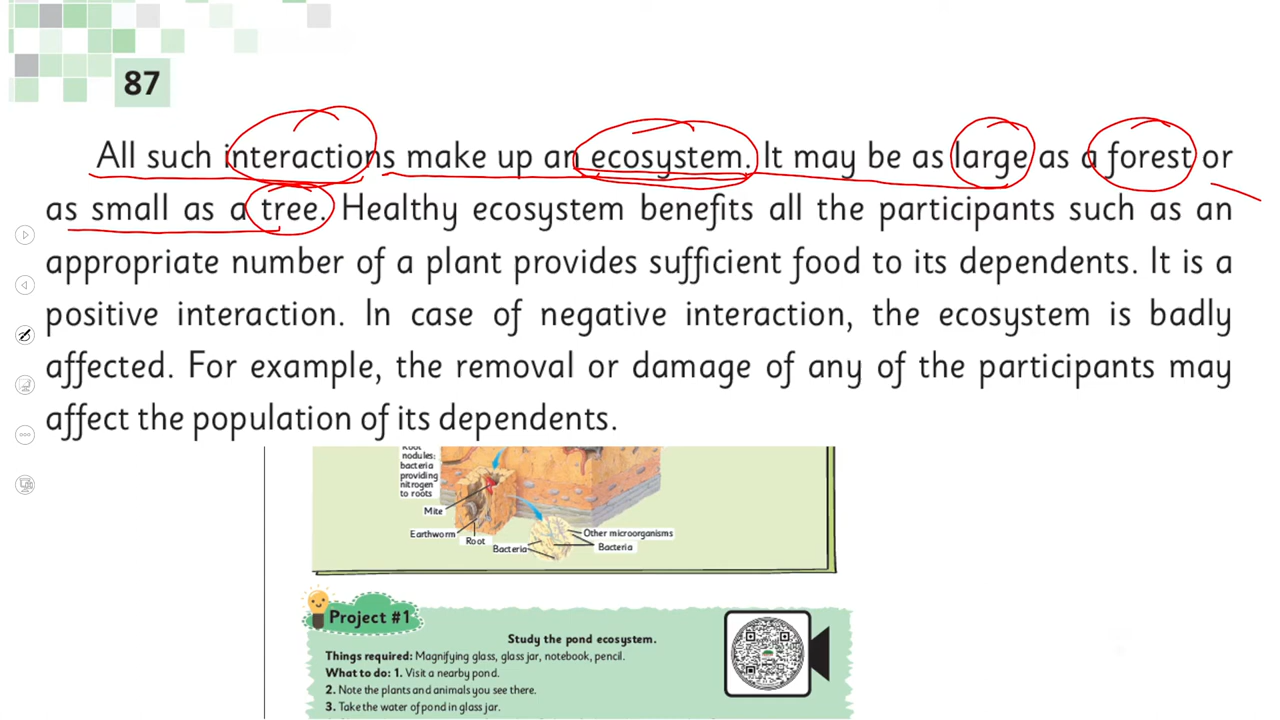 87
All such interactions make up an ecosystem. It may be as large as a forest or
as small as a tree. Healthy ecosystem benefits all the participants such as an
appropriate number of a plant provides sufficient food to its dependents. It is a
positive interaction. In case of negative interaction, the ecosystem is badly
affected. For example, the removal or damage of any of the participants may
affect the population of its dependents.
nodules:
bacteria
providing
nitrogen
to roots
Mite
Earthworm
Root
Bacteria
Other microorganisms
Bacteria
Project #1
Study the pond ecosystem.
Things required: Magnifying glass, glass jar, notebook, pencil.
What to do: 1. Visit a nearby pond.
2. Note the plants and animals you see there.
3. Take the water of pond in glass jar.